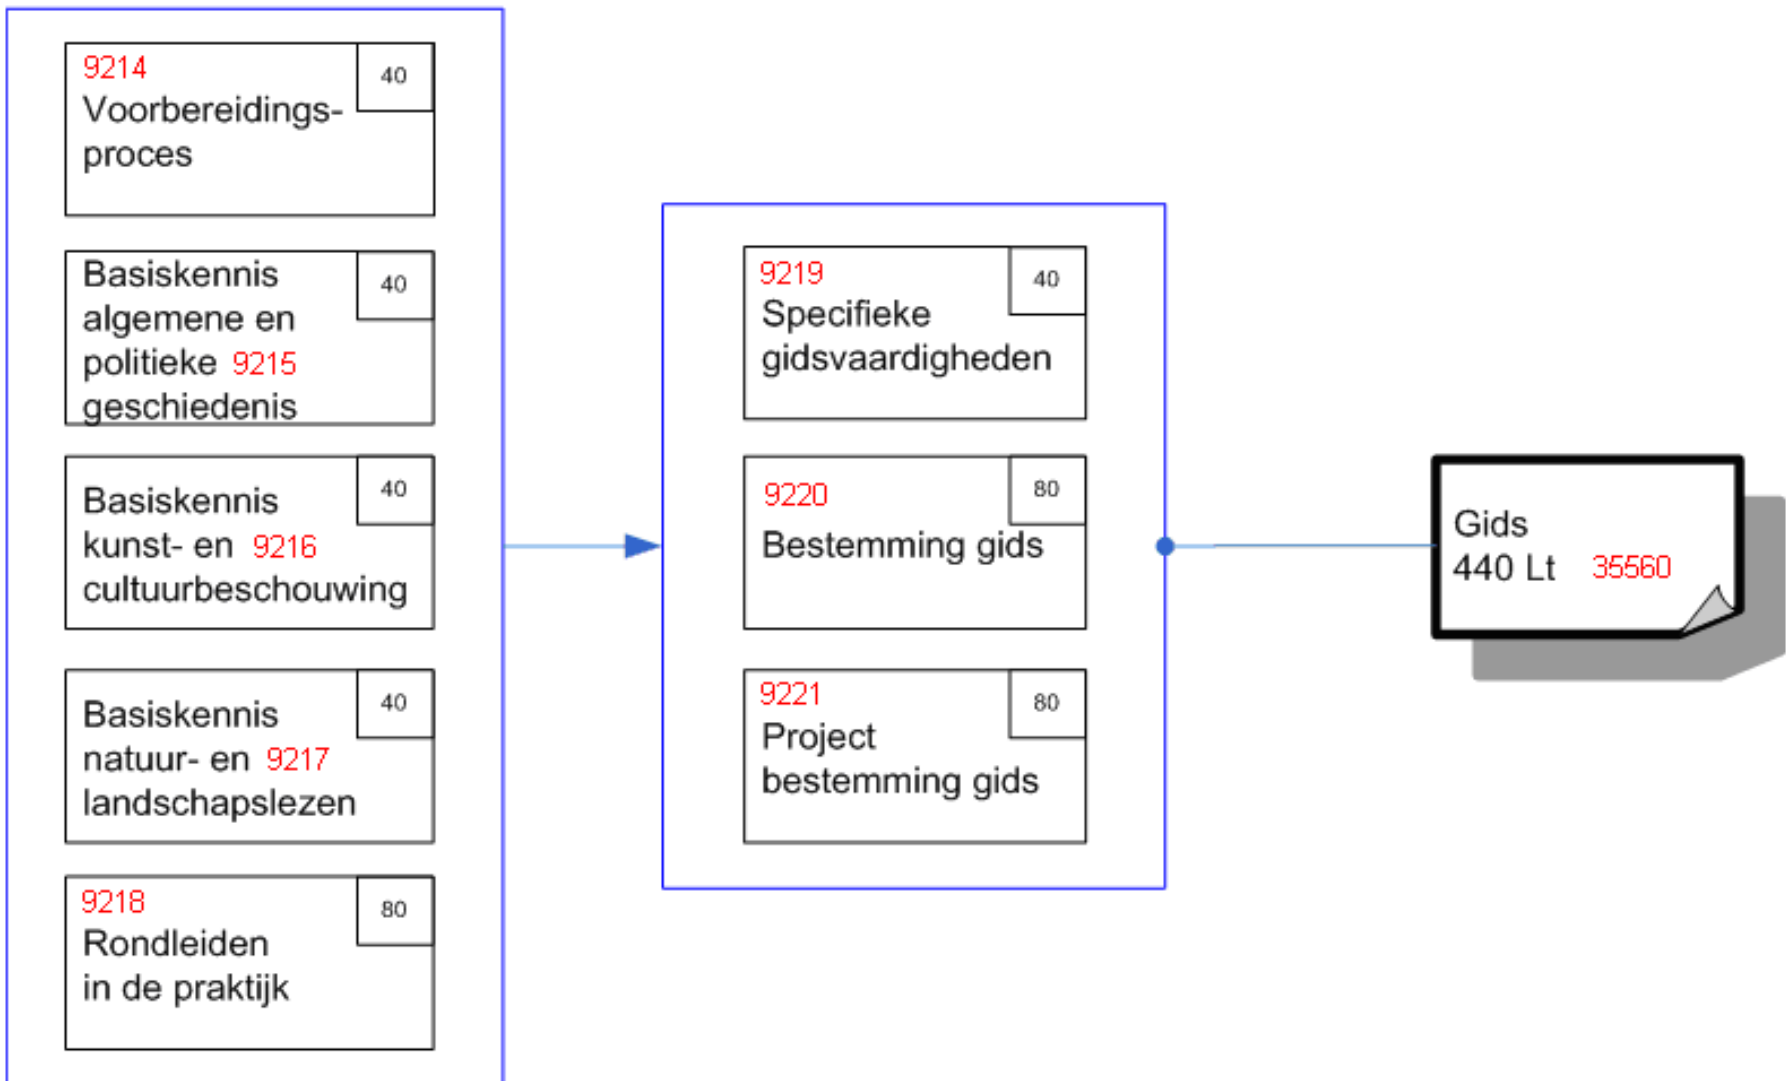 9214
40
Voorbereidings-
proces
Basiskennis
40
algemene en
politieke 9215
geschiedenis
Basiskennis
40
kunst- en 9216
cultuurbeschouwing
Basiskennis
40
natuur- en 9217
landschapslezen
9218
80
Rondleiden
in de praktijk
9219
40
Specifieke
gidsvaardigheden
9220
80
Bestemming gids
9221
80
Project
bestemming gids
Gids
440 Lt 35560